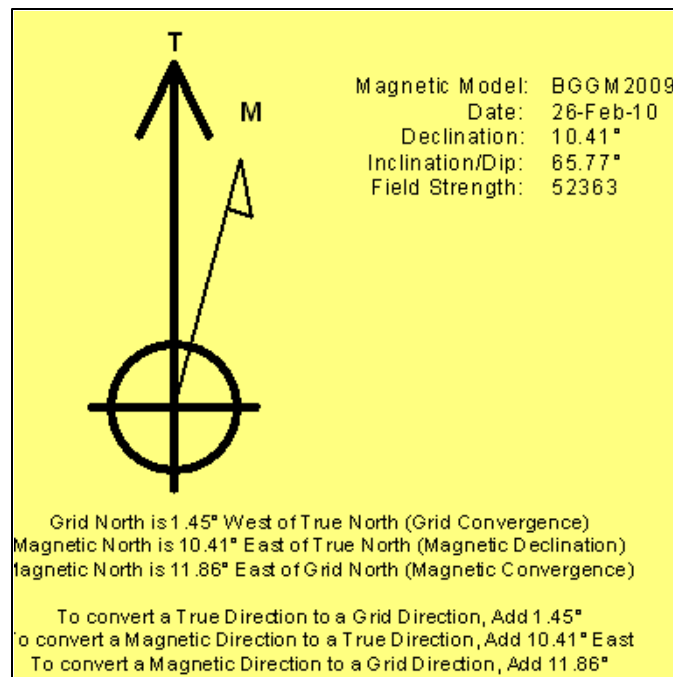 T
M
Magnetic Model: BGGM2009
Date: 26-Feb-10
Declination: 10.41°
Inclination/Dip: 65.77°
Field Strength: 52363
Grid North is 1.45° West of True North (Grid Convergence)
Magnetic North is 10.41° East of True North (Magnetic Declination)
Magnetic North is 11.86° East of Grid North (Magnetic Convergence)
To convert a True Direction to a Grid Direction, Add 1.45°
To convert a Magnetic Direction to a True Direction, Add 10.41° East
To convert a Magnetic Direction to a Grid Direction, Add 11.86°